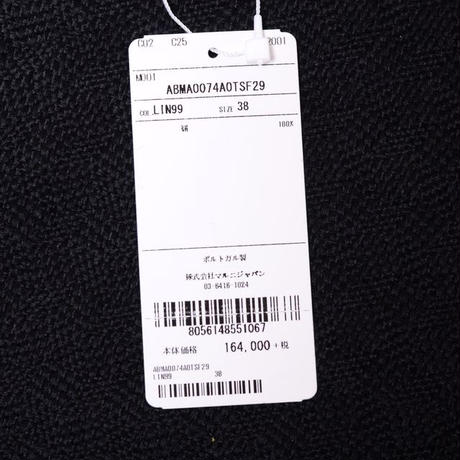 C02 C25 R001
M001
ABMA0074A0TSF29
COL. LIN99 SIZE 38
100%
ポルトガル製
株式会社マルニジャパン
03-6416-1024
8056148551067
本体価格 164,000 +税
ABMA0074A0TSF29
LIN99 38